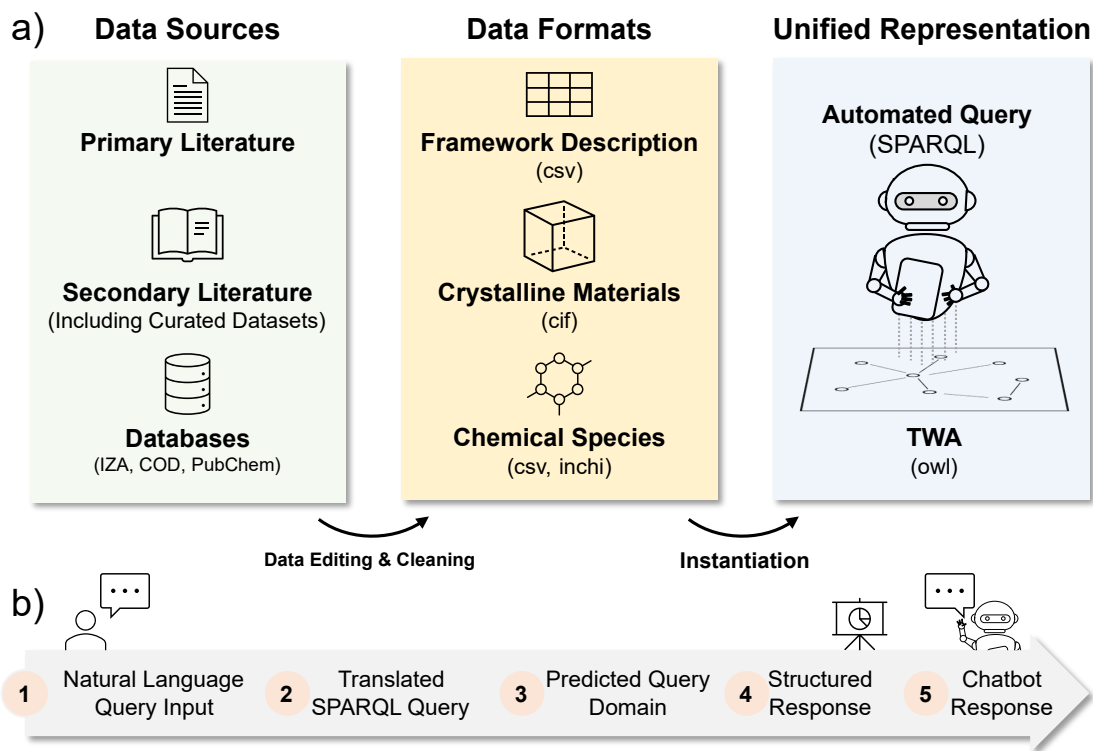 a)
Data Sources
Data Formats
Unified Representation
Primary Literature
Secondary Literature
(Including Curated Datasets)
Databases
(IZA, COD, PubChem)
Framework Description
(csv)
Crystalline Materials
(cif)
Chemical Species
(csv, inchi)
Automated Query
(SPARQL)
TWA
(owl)
Data Editing & Cleaning
Instantiation
b)
1
Natural Language
Query Input
2
Translated
SPARQL Query
3
Predicted Query
Domain
4
Structured
Response
5
Chatbot
Response